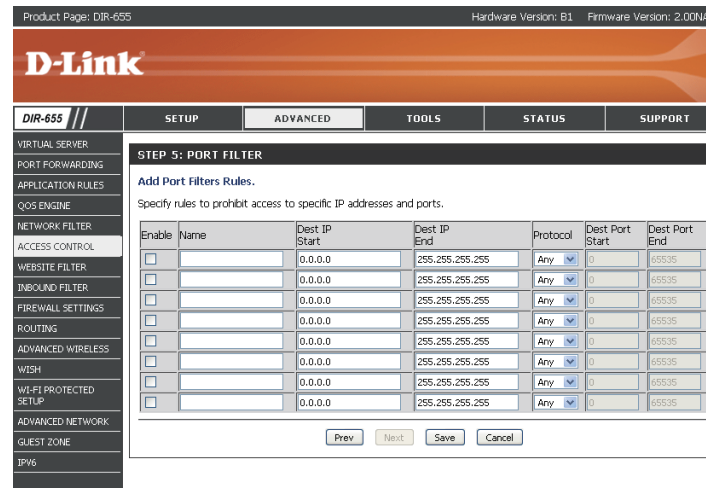 Product Page: DIR-655 Hardware Version: B1 Firmware Version: 2.00NA
D-Link
DIR-655 SETUP ADVANCED TOOLS STATUS SUPPORT
VIRTUAL SERVER
PORT FORWARDING
APPLICATION RULES
QOS ENGINE
NETWORK FILTER
ACCESS CONTROL
WEBSITE FILTER
INBOUND FILTER
FIREWALL SETTINGS
ROUTING
ADVANCED WIRELESS
WISH
WI-FI PROTECTED
SETUP
ADVANCED NETWORK
GUEST ZONE
IPV6
STEP 5: PORT FILTER
Add Port Filters Rules.
Specify rules to prohibit access to specific IP addresses and ports.
Enable Name Dest IP Start Dest IP End Protocol Dest Port Start Dest Port End
0.0.0.0 255.255.255.255 Any 0 65535
0.0.0.0 255.255.255.255 Any 0 65535
0.0.0.0 255.255.255.255 Any 0 65535
0.0.0.0 255.255.255.255 Any 0 65535
0.0.0.0 255.255.255.255 Any 0 65535
0.0.0.0 255.255.255.255 Any 0 65535
0.0.0.0 255.255.255.255 Any 0 65535
0.0.0.0 255.255.255.255 Any 0 65535
Prev Next Save Cancel